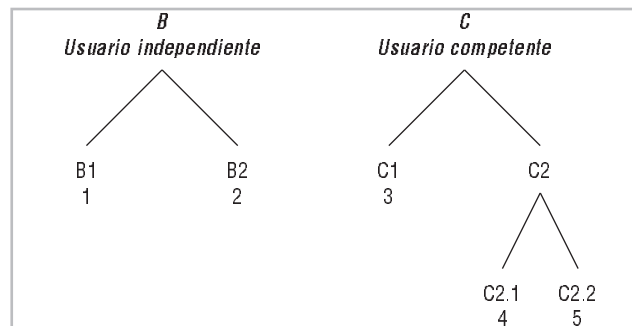 B C
Usuario independiente Usuario competente
B1 B2 C1 C2
1 2 3
C2.1 C2.2
4 5